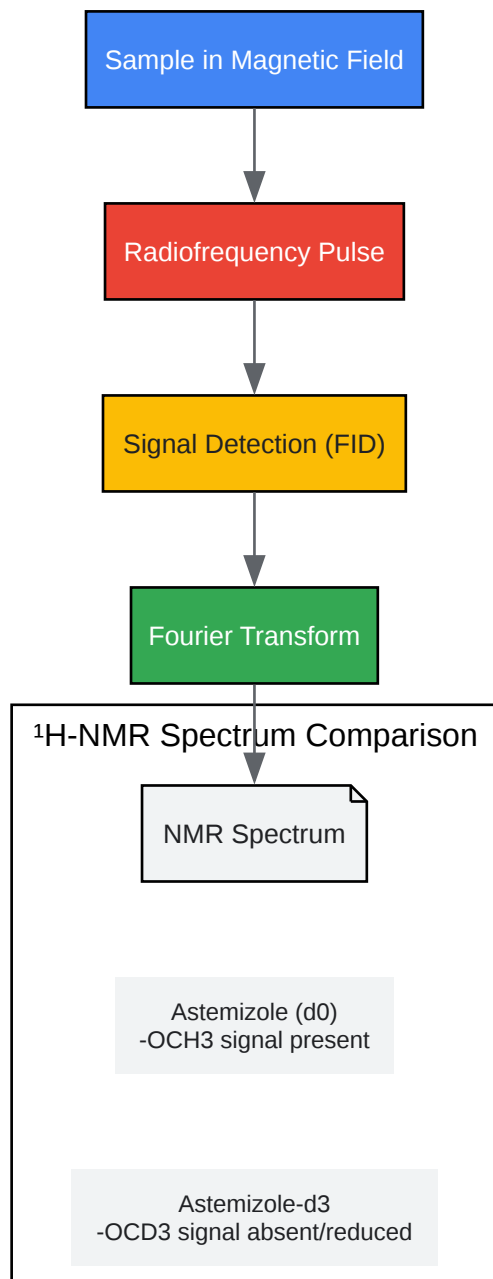 Sample in Magnetic Field
Radiofrequency Pulse
Signal Detection (FID)
Fourier Transform
¹H-NMR Spectrum Comparison
NMR Spectrum
Astemizole (d0)
-OCH3 signal present
Astemizole-d3
-OCD3 signal absent/reduced